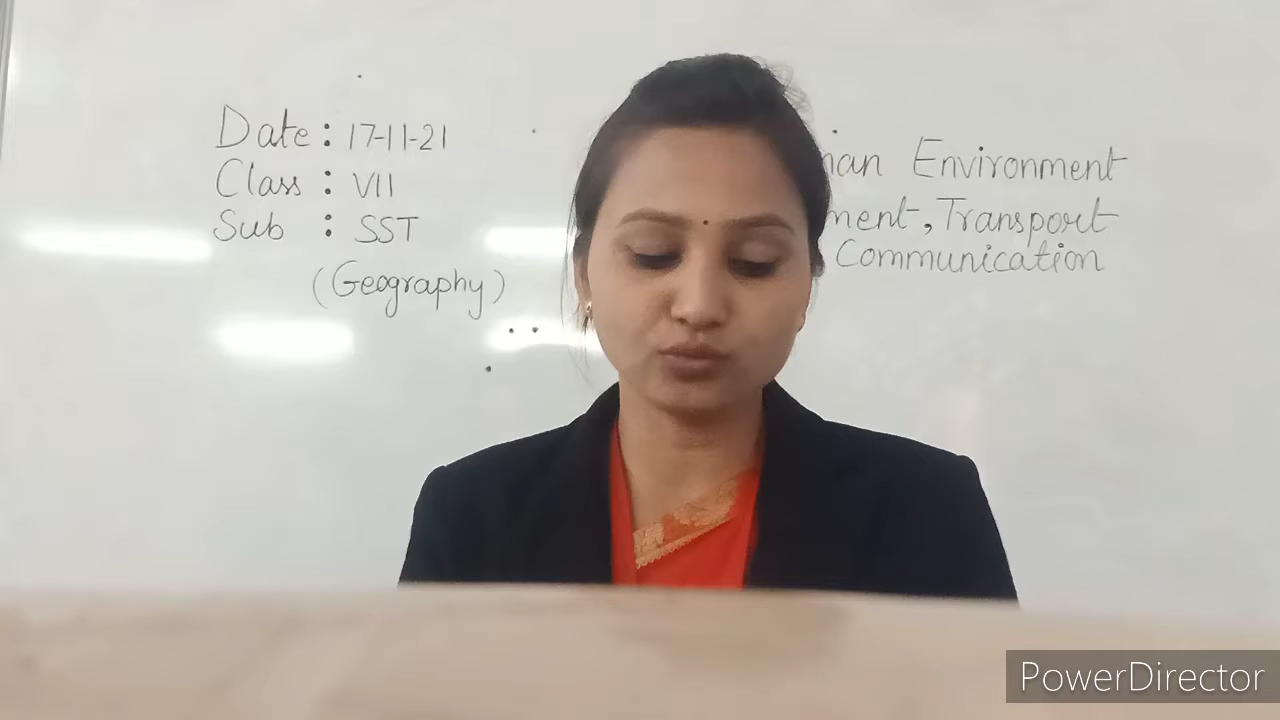 Date : 17-11-21
Class : VII
Sub : SST
(Geography)
Environment
, Transport
Communication
PowerDirector